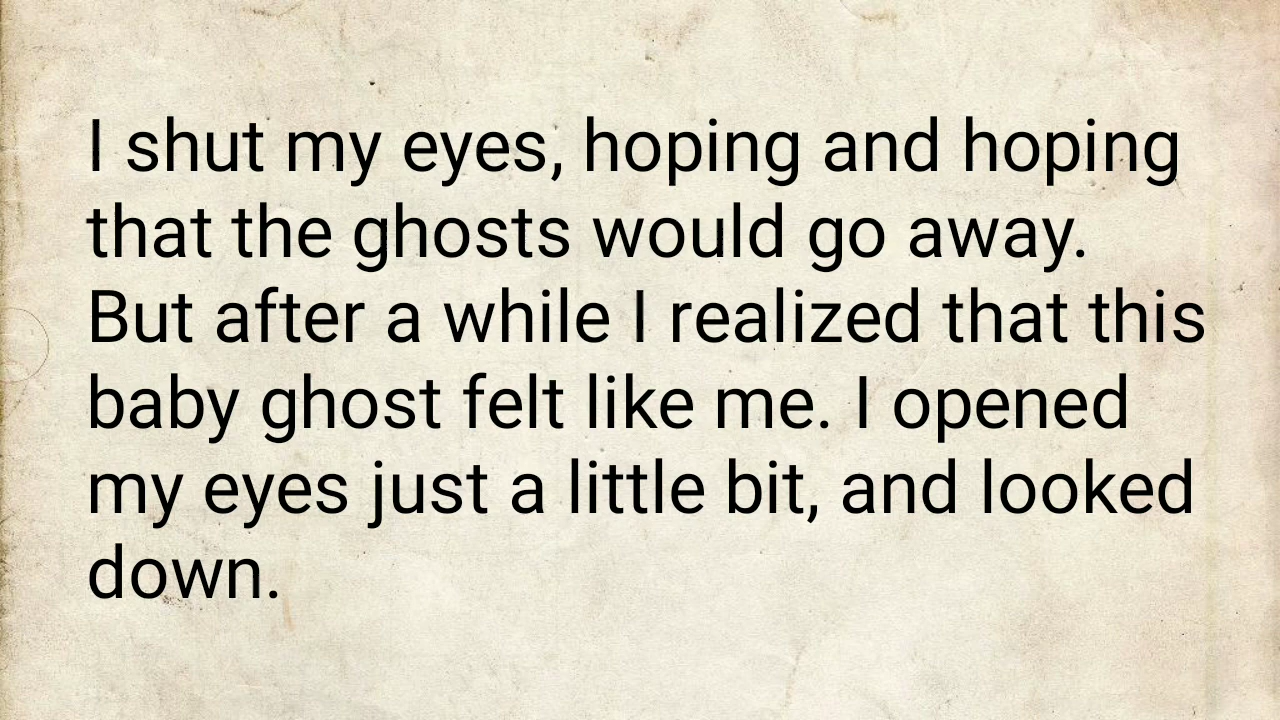 I shut my eyes, hoping and hoping
that the ghosts would go away.
But after a while I realized that this
baby ghost felt like me. I opened
my eyes just a little bit, and looked
down.